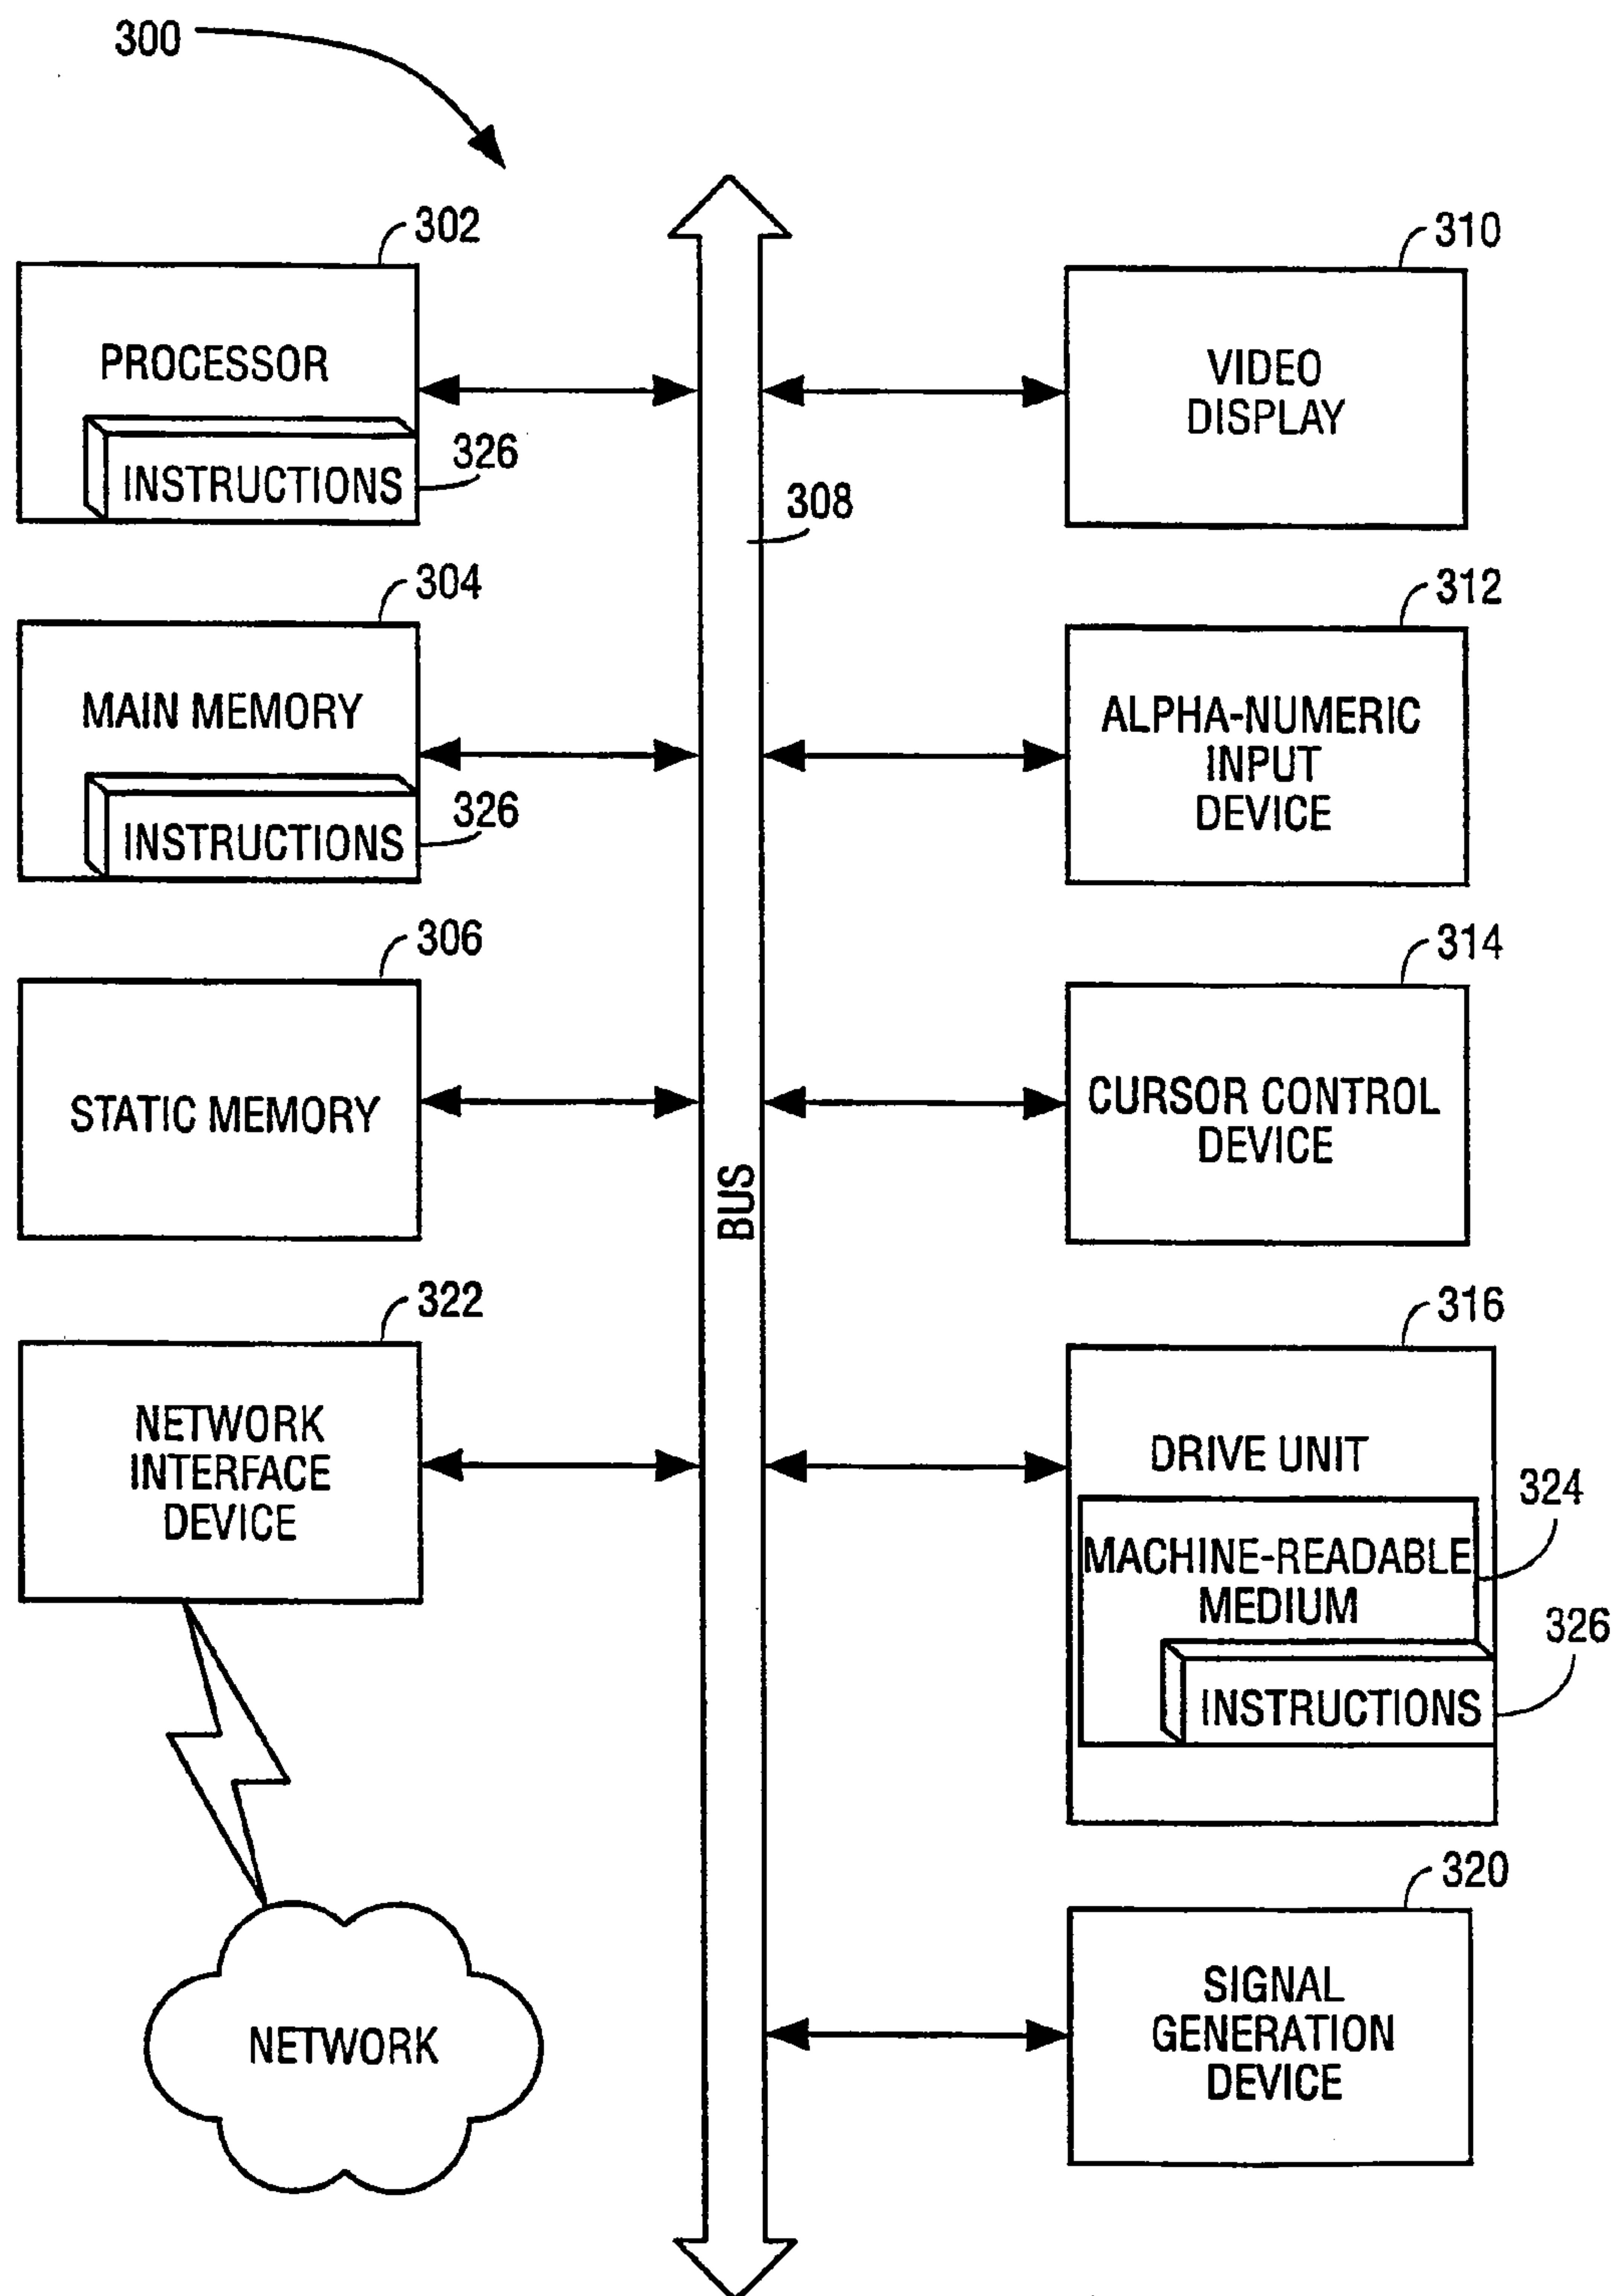 300
302
PROCESSOR
INSTRUCTIONS
326
304
MAIN MEMORY
INSTRUCTIONS
326
306
STATIC MEMORY
322
NETWORK
INTERFACE
DEVICE
NETWORK
308
BUS
310
VIDEO
DISPLAY
312
ALPHA-NUMERIC
INPUT
DEVICE
314
CURSOR CONTROL
DEVICE
316
DRIVE UNIT
324
MACHINE-READABLE
MEDIUM
326
INSTRUCTIONS
320
SIGNAL
GENERATION
DEVICE